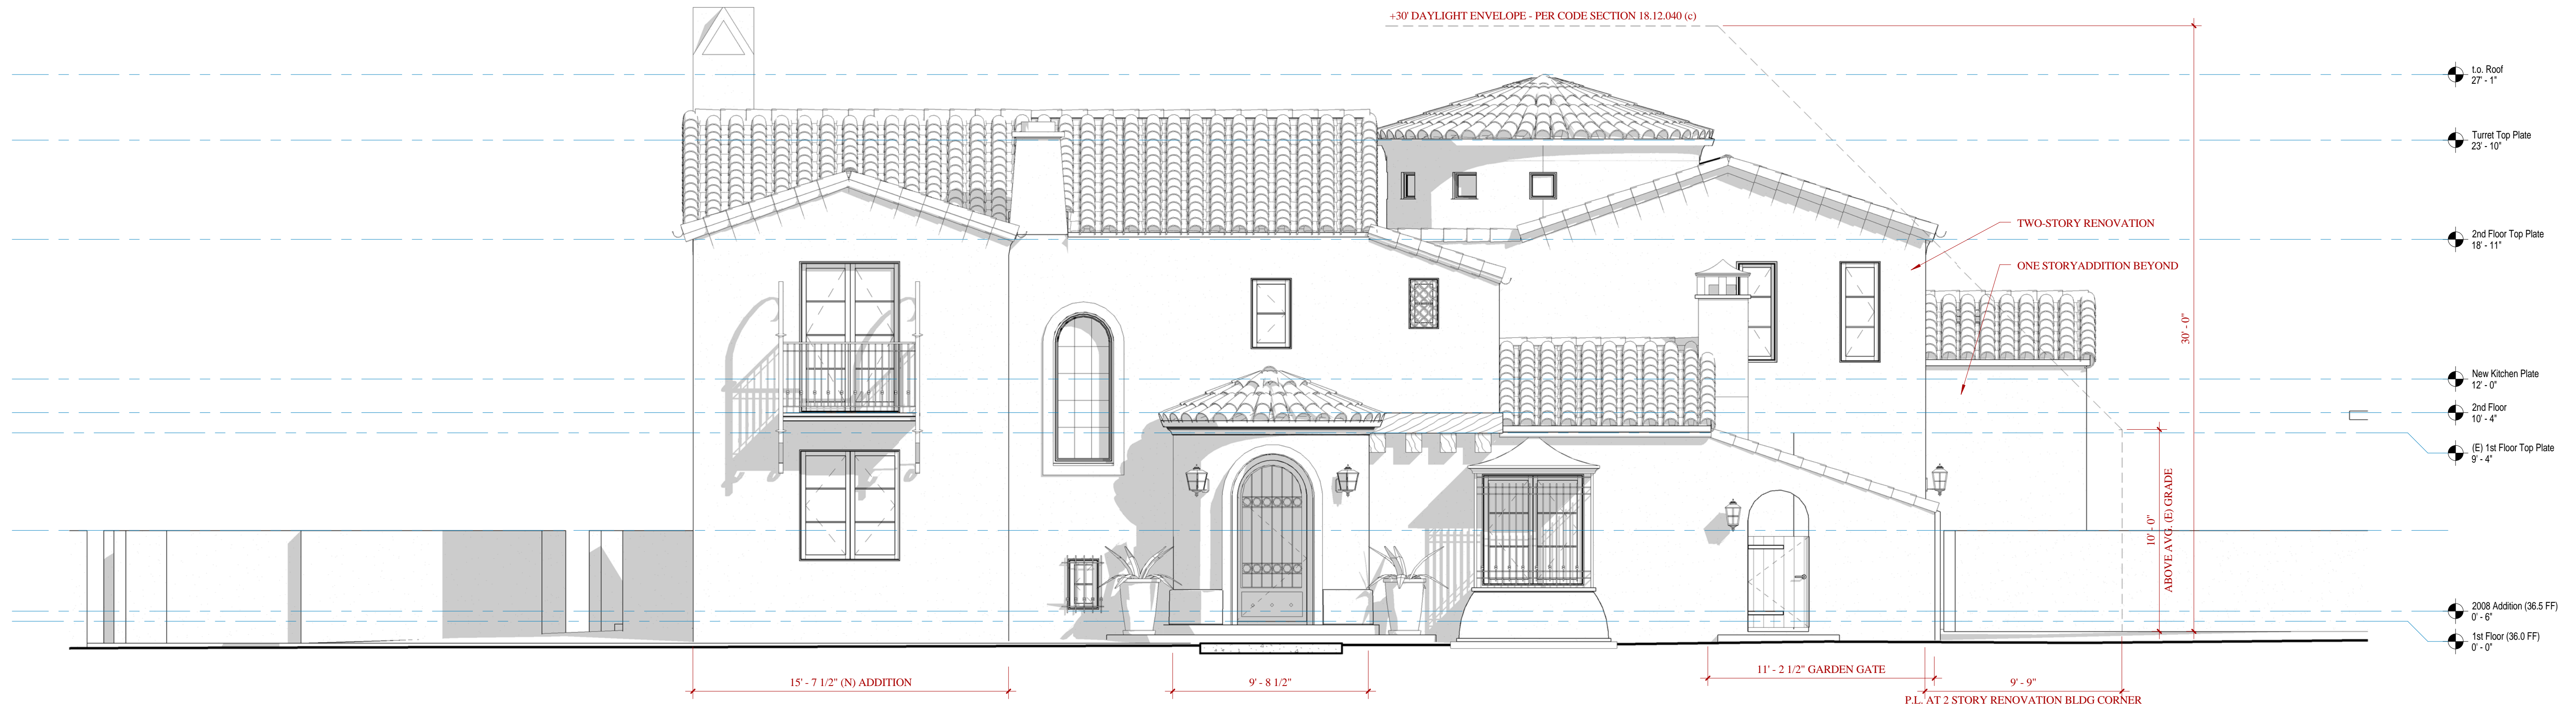 +30' DAYLIGHT ENVELOPE - PER CODE SECTION 18.12.040 (c)
t.o. Roof
27' - 1"
Turret Top Plate
23' - 10"
TWO-STORY RENOVATION
2nd Floor Top Plate
18' - 11"
ONE STORYADDITION BEYOND
30' - 0"
New Kitchen Plate
12' - 0"
2nd Floor
10' - 4"
(E) 1st Floor Top Plate
9' - 4"
10' - 0"
ABOVE AVG. (E) GRADE
2008 Addition (36.5 FF)
0' - 6"
1st Floor (36.0 FF)
0' - 0"
15' - 7 1/2" (N) ADDITION
9' - 8 1/2"
11' - 2 1/2" GARDEN GATE
9' - 9"
P.L. AT 2 STORY RENOVATION BLDG CORNER